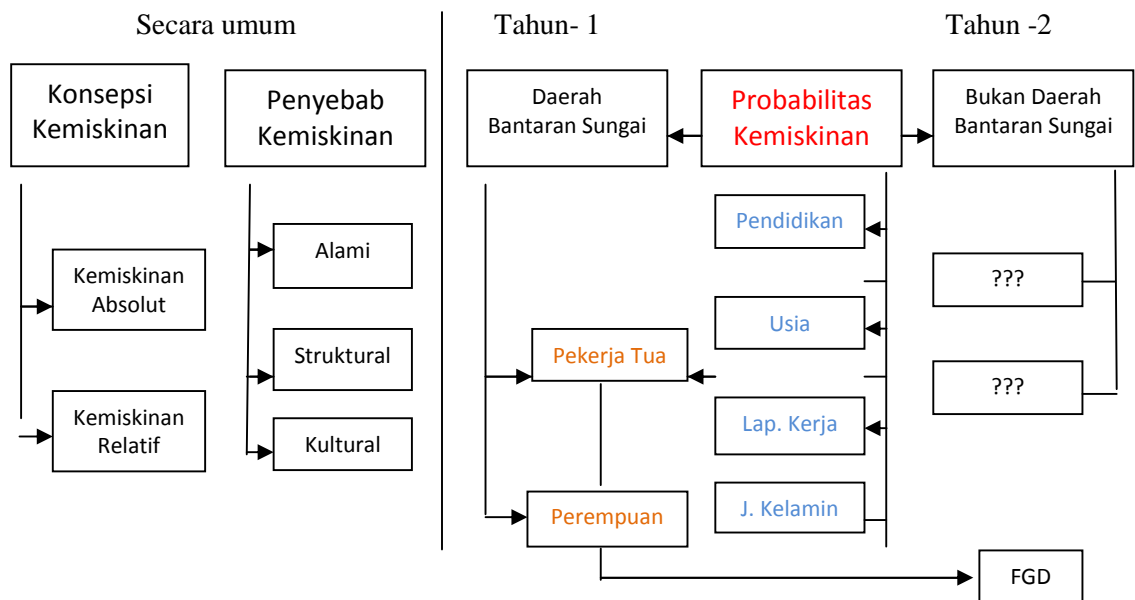 Secara umum
Tahun- 1
Tahun -2
Konsepsi
Kemiskinan
Penyebab
Kemiskinan
Daerah
Bantaran Sungai
Probabilitas
Kemiskinan
Bukan Daerah
Bantaran Sungai
Kemiskinan
Absolut
Kemiskinan
Relatif
Alami
Struktural
Kultural
Pekerja Tua
Perempuan
Pendidikan
Usia
Lap. Kerja
J. Kelamin
???
???
FGD